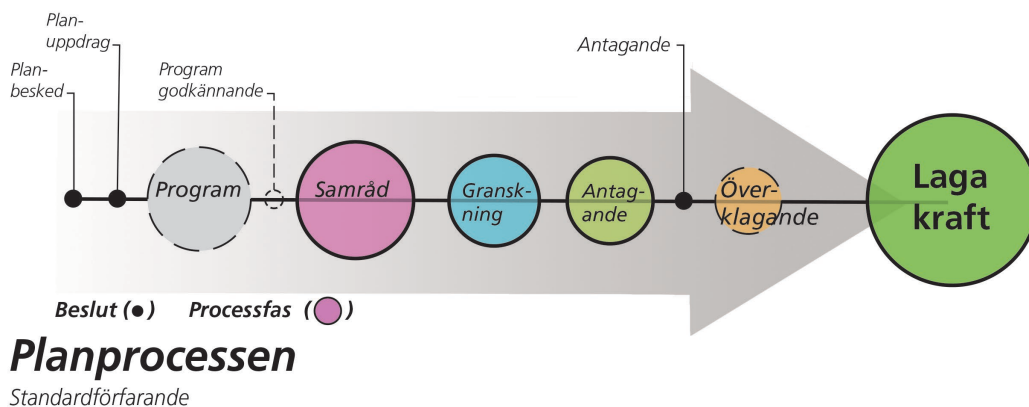 Plan-
uppdrag
Plan-
besked
Program
godkännande
Antagande
Program
Samråd
Gransk-
ning
Antag-
ande
Över-
klagande
Laga
kraft
Beslut (●) Processfas ( )
Planprocessen
Standardförfarande